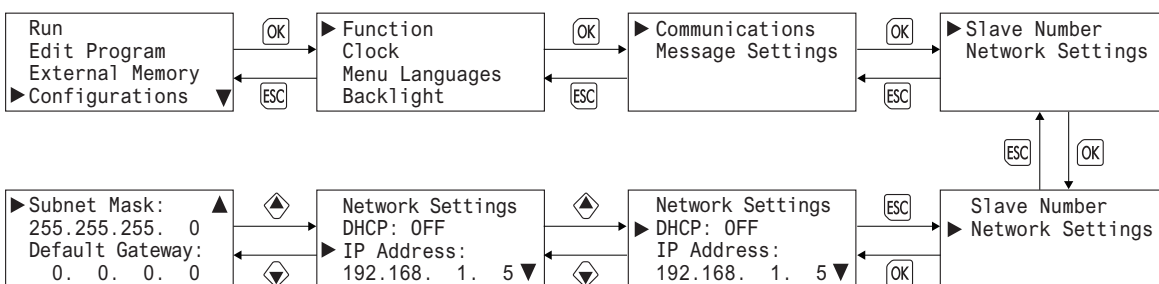 Run
Edit Program
External Memory
▶Configurations ▼
OK
ESC
▶ Function
Clock
Menu Languages
Backlight
OK
ESC
▶ Communications
Message Settings
OK
ESC
▶Slave Number
Network Settings
ESC
OK
▶Subnet Mask: ▲
255.255.255. 0
Default Gateway:
0. 0. 0. 0
Network Settings
DHCP: OFF
▶ IP Address:
192.168. 1. 5▼
Network Settings
▶ DHCP: OFF
IP Address:
192.168. 1. 5▼
ESC
OK
Slave Number
▶ Network Settings